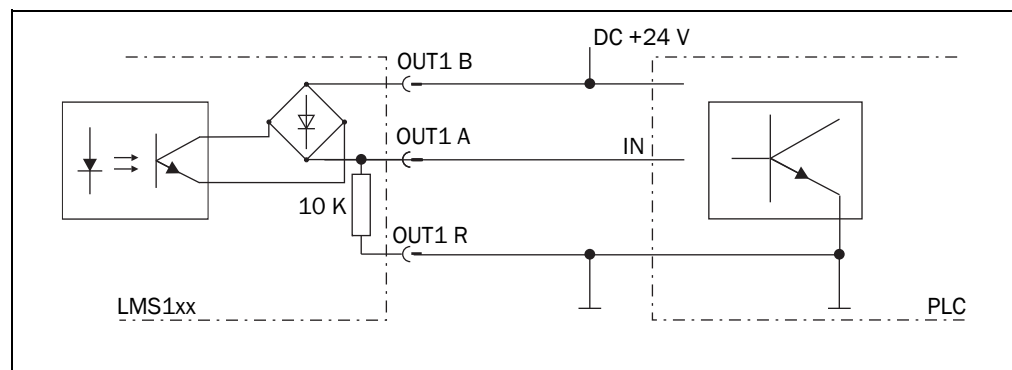 DC +24 V
OUT1 B
OUT1 A
IN
10 K
OUT1 R
LMS1xx
PLC